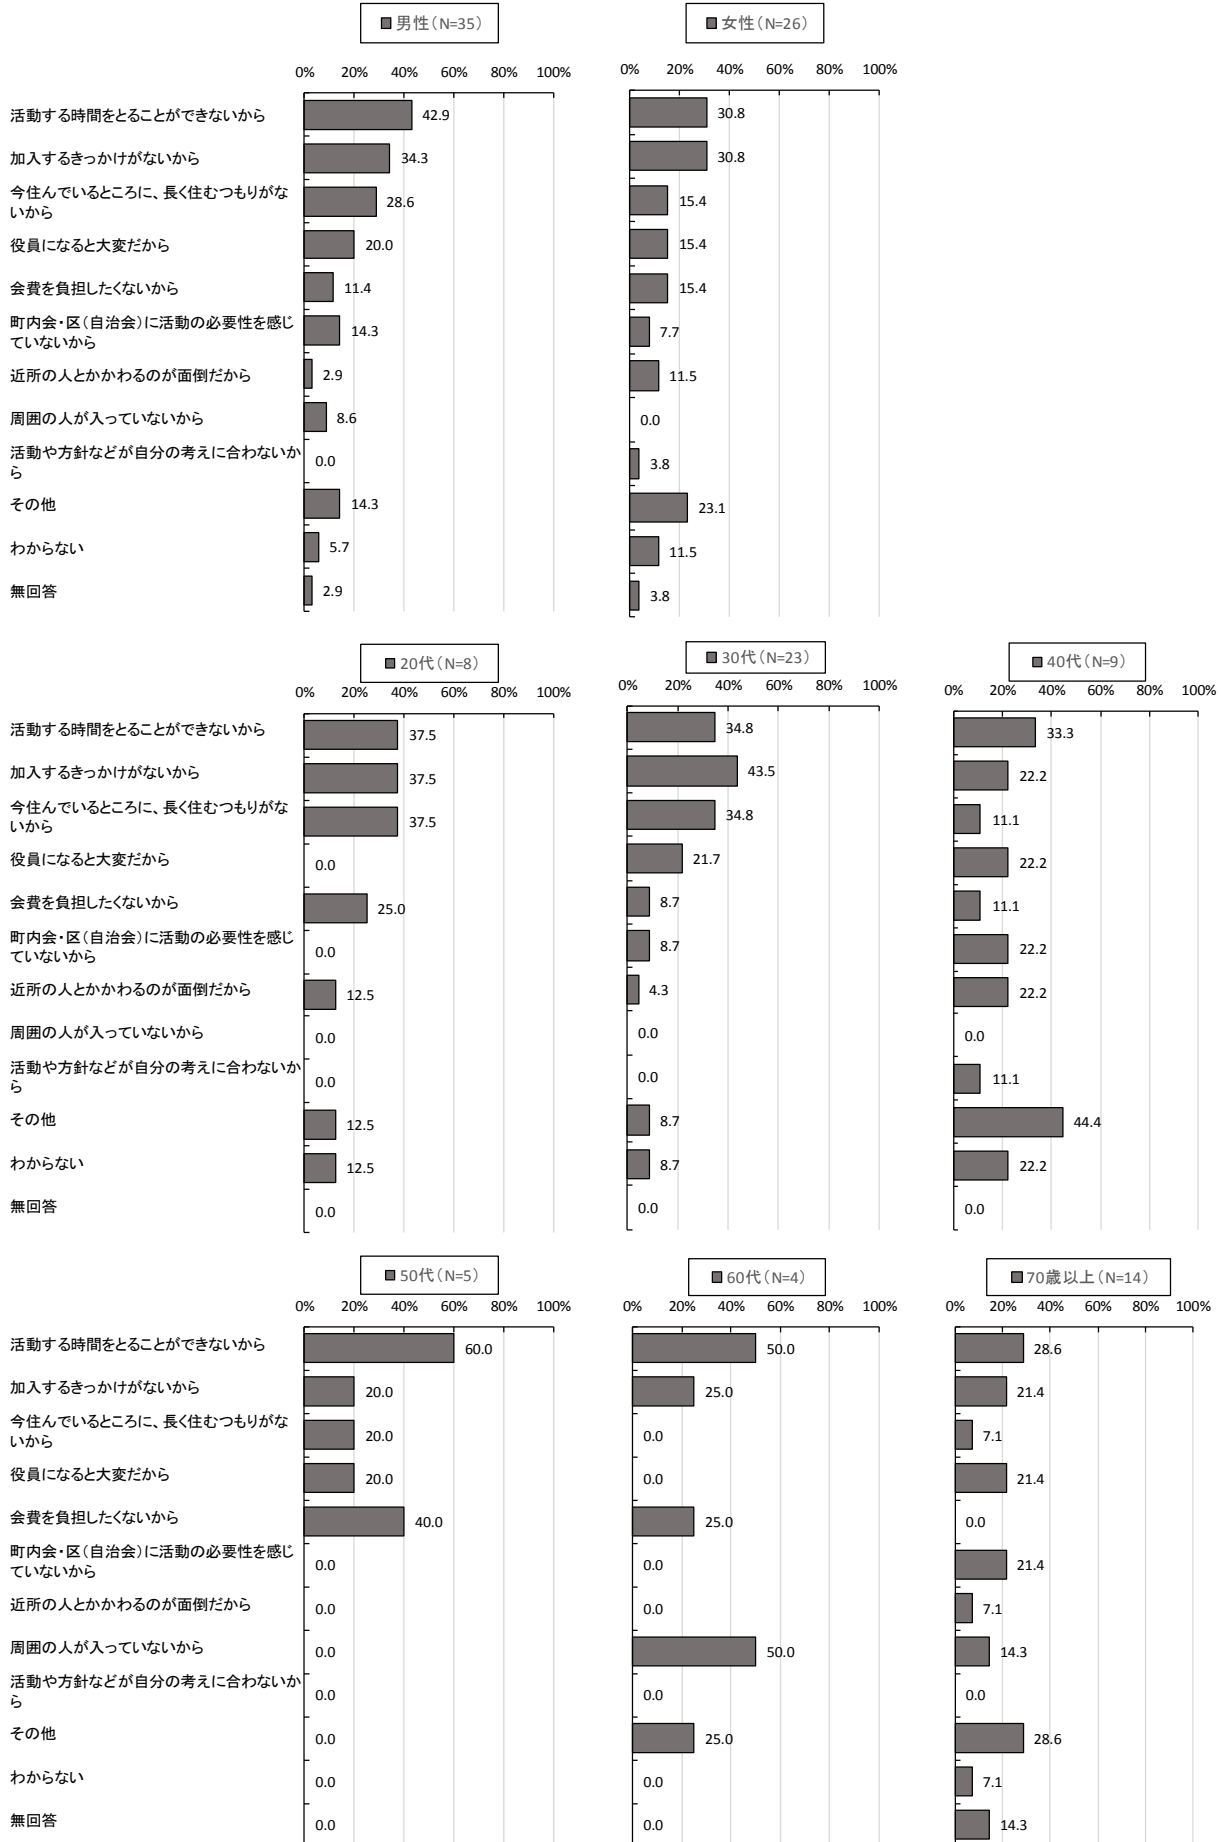 男性(N=35)
女性(N=26)
0% 20% 40% 60% 80% 100%
0% 20% 40% 60% 80% 100%
活動する時間をとることができないから 42.9 30.8
加入するきっかけがないから 34.3 30.8
今住んでいるところに、長く住むつもりがな
いから 28.6 15.4
役員になると大変だから 20.0 15.4
会費を負担したくないから 11.4 15.4
町内会・区(自治会)に活動の必要性を感じ
ていないから 14.3 7.7
近所の人とかかわるのが面倒だから 2.9 11.5
周囲の人が入っていないから 8.6 0.0
活動や方針などが自分の考えに合わないか
ら 0.0 3.8
その他 14.3 23.1
わからない 5.7 11.5
無回答 2.9 3.8
20代(N=8)
30代(N=23)
40代(N=9)
0% 20% 40% 60% 80% 100%
0% 20% 40% 60% 80% 100%
0% 20% 40% 60% 80% 100%
活動する時間をとることができないから 37.5 34.8 33.3
加入するきっかけがないから 37.5 43.5 22.2
今住んでいるところに、長く住むつもりがな
いから 37.5 34.8 11.1
役員になると大変だから 0.0 21.7 22.2
会費を負担したくないから 25.0 8.7 11.1
町内会・区(自治会)に活動の必要性を感じ
ていないから 0.0 8.7 22.2
近所の人とかかわるのが面倒だから 12.5 4.3 22.2
周囲の人が入っていないから 0.0 0.0 0.0
活動や方針などが自分の考えに合わないか
ら 0.0 0.0 11.1
その他 12.5 8.7 44.4
わからない 12.5 8.7 22.2
無回答 0.0 0.0 0.0
50代(N=5)
60代(N=4)
70歳以上(N=14)
0% 20% 40% 60% 80% 100%
0% 20% 40% 60% 80% 100%
0% 20% 40% 60% 80% 100%
活動する時間をとることができないから 60.0 50.0 28.6
加入するきっかけがないから 20.0 25.0 21.4
今住んでいるところに、長く住むつもりがな
いから 20.0 0.0 7.1
役員になると大変だから 20.0 0.0 21.4
会費を負担したくないから 40.0 25.0 0.0
町内会・区(自治会)に活動の必要性を感じ
ていないから 0.0 0.0 21.4
近所の人とかかわるのが面倒だから 0.0 0.0 7.1
周囲の人が入っていないから 0.0 50.0 14.3
活動や方針などが自分の考えに合わないか
ら 0.0 0.0 0.0
その他 0.0 25.0 28.6
わからない 0.0 0.0 7.1
無回答 0.0 0.0 14.3